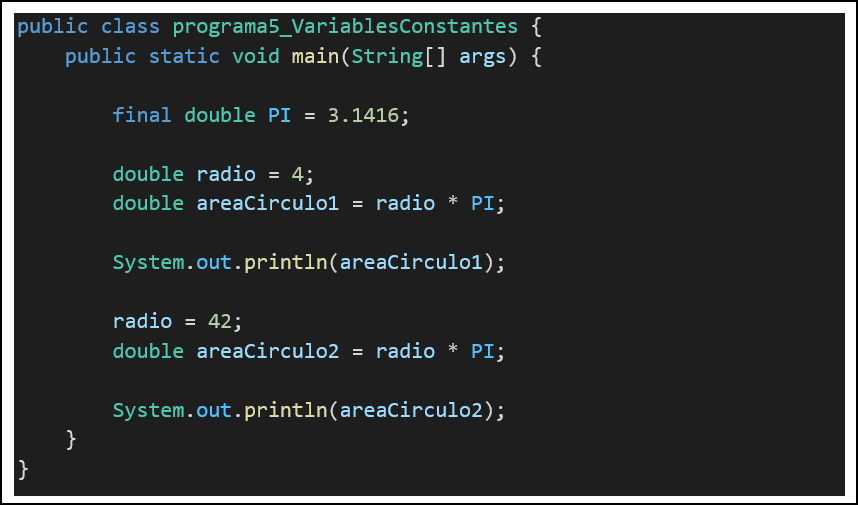 public class programa5_VariablesConstantes {
    public static void main(String[] args) {
        final double PI = 3.1416;
        double radio = 4;
        double areaCirculo1 = radio * PI;
        System.out.println(areaCirculo1);
        radio = 42;
        double areaCirculo2 = radio * PI;
        System.out.println(areaCirculo2);
    }
}